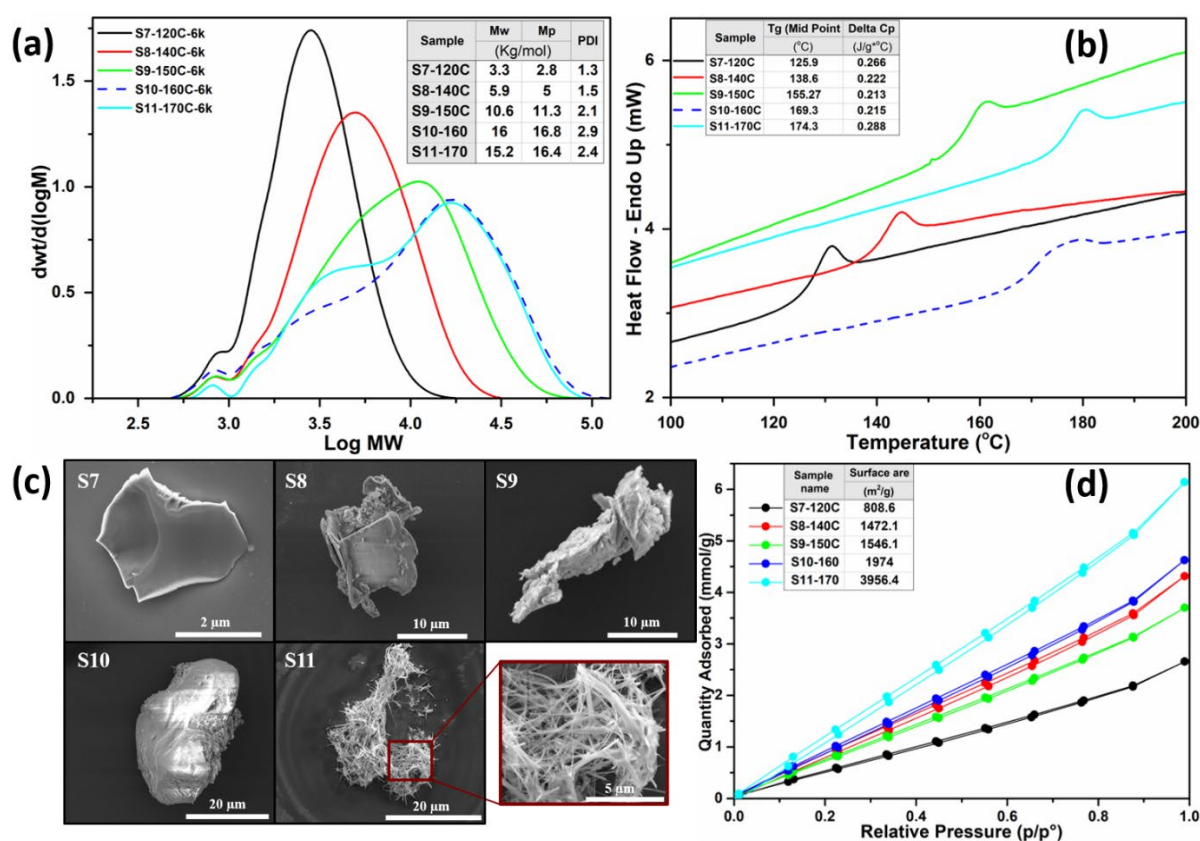 (a)
S7-120C-6k
S8-140C-6k
S9-150C-6k
S10-160C-6k
S11-170C-6k
Sample Mw Mp PDI
(Kg/mol)
S7-120C 3.3 2.8 1.3
S8-140C 5.9 5 1.5
S9-150C 10.6 11.3 2.1
S10-160 16 16.8 2.9
S11-170 15.2 16.4 2.4
dwt/d(logM)
1.5
1.0
0.5
0.0
2.5 3.0 3.5 4.0 4.5 5.0
Log MW
(b)
Sample Tg (Mid Point Delta Cp
(°C) (J/g*°C)
S7-120C 125.9 0.266
S8-140C 138.6 0.222
S9-150C 155.27 0.213
S10-160C 169.3 0.215
S11-170C 174.3 0.288
Heat Flow - Endo Up (mW)
6
4
2
100 120 140 160 180 200
Temperature (°C)
(c)
S7
2 µm
S8
10 µm
S9
10 µm
S10
20 µm
S11
20 µm
5 µm
(d)
Sample name Surface are
(m²/g)
S7-120C 808.6
S8-140C 1472.1
S9-150C 1546.1
S10-160 1974
S11-170 3956.4
Quantity Adsorbed (mmol/g)
6
5
4
3
2
1
0
0.0 0.2 0.4 0.6 0.8 1.0
Relative Pressure (p/p°)